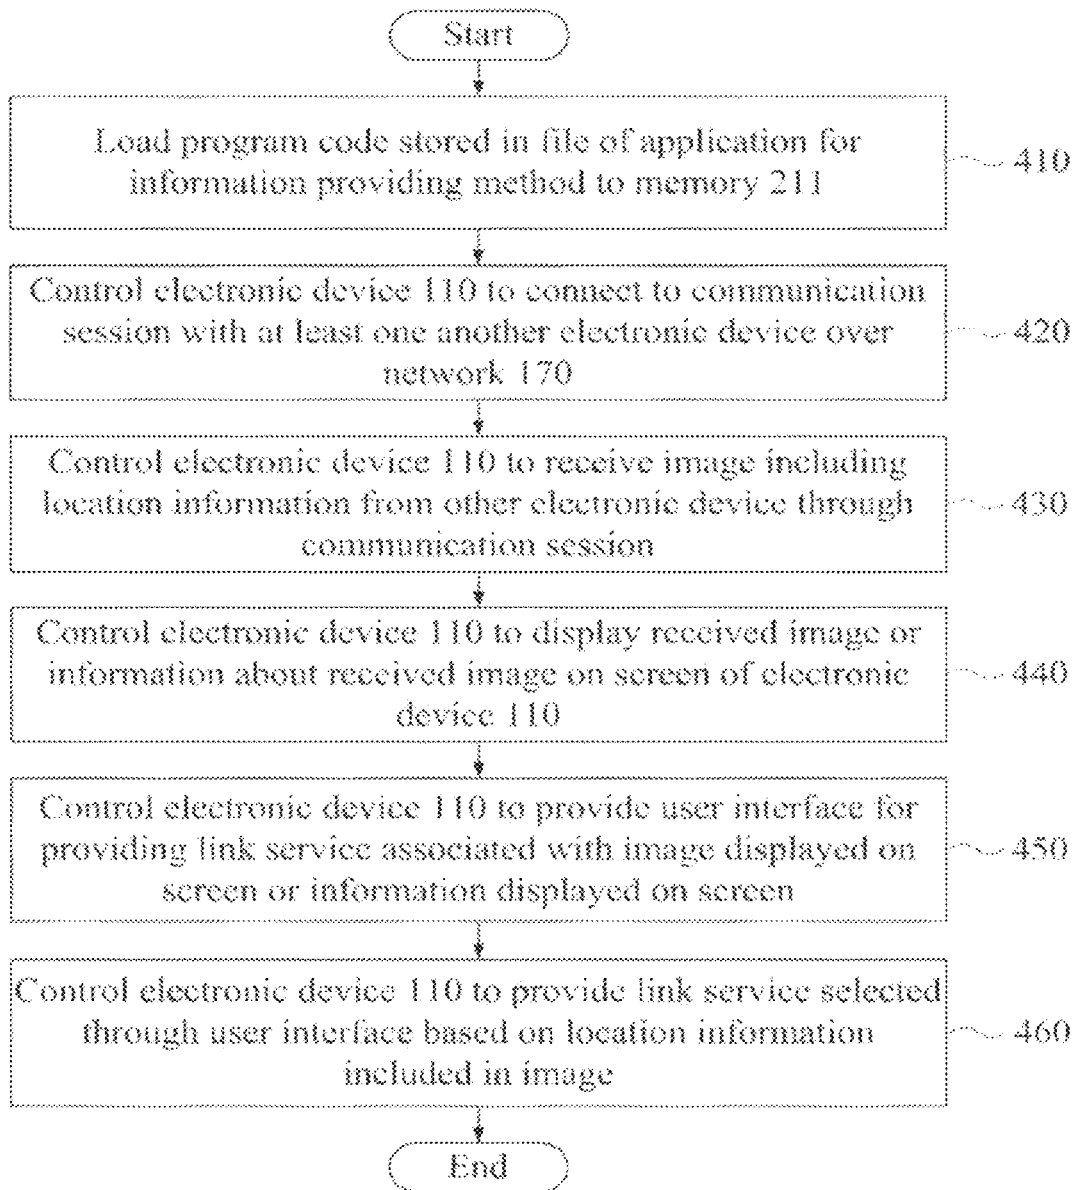 Start
Load program code stored in file of application for
information providing method to memory 211
410
Control electronic device 110 to connect to communication
session with at least one another electronic device over
network 170
420
Control electronic device 110 to receive image including
location information from other electronic device through
communication session
430
Control electronic device 110 to display received image or
information about received image on screen of electronic
device 110
440
Control electronic device 110 to provide user interface for
providing link service associated with image displayed on
screen or information displayed on screen
450
Control electronic device 110 to provide link service selected
through user interface based on location information
included in image
460
End